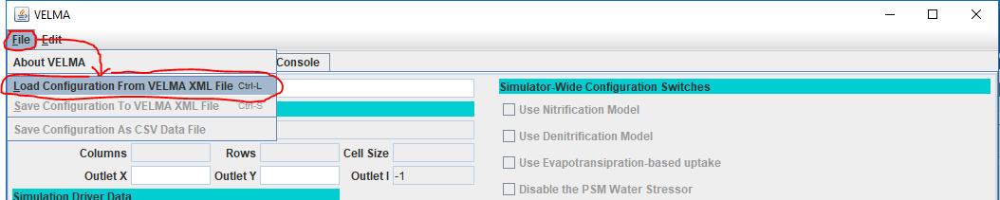 VELMA
File Edit
About VELMA
Console
Load Configuration From VELMA XML File Ctrl-L
Simulator-Wide Configuration Switches
Save Configuration To VELMA XML File Ctrl-S
Use Nitrification Model
Save Configuration As CSV Data File
Use Denitrification Model
Columns Rows Cell Size
Use Evapotransipration-based uptake
Outlet X Outlet Y Outlet I -1
Disable the PSM Water Stressor
Simulation Driver Data